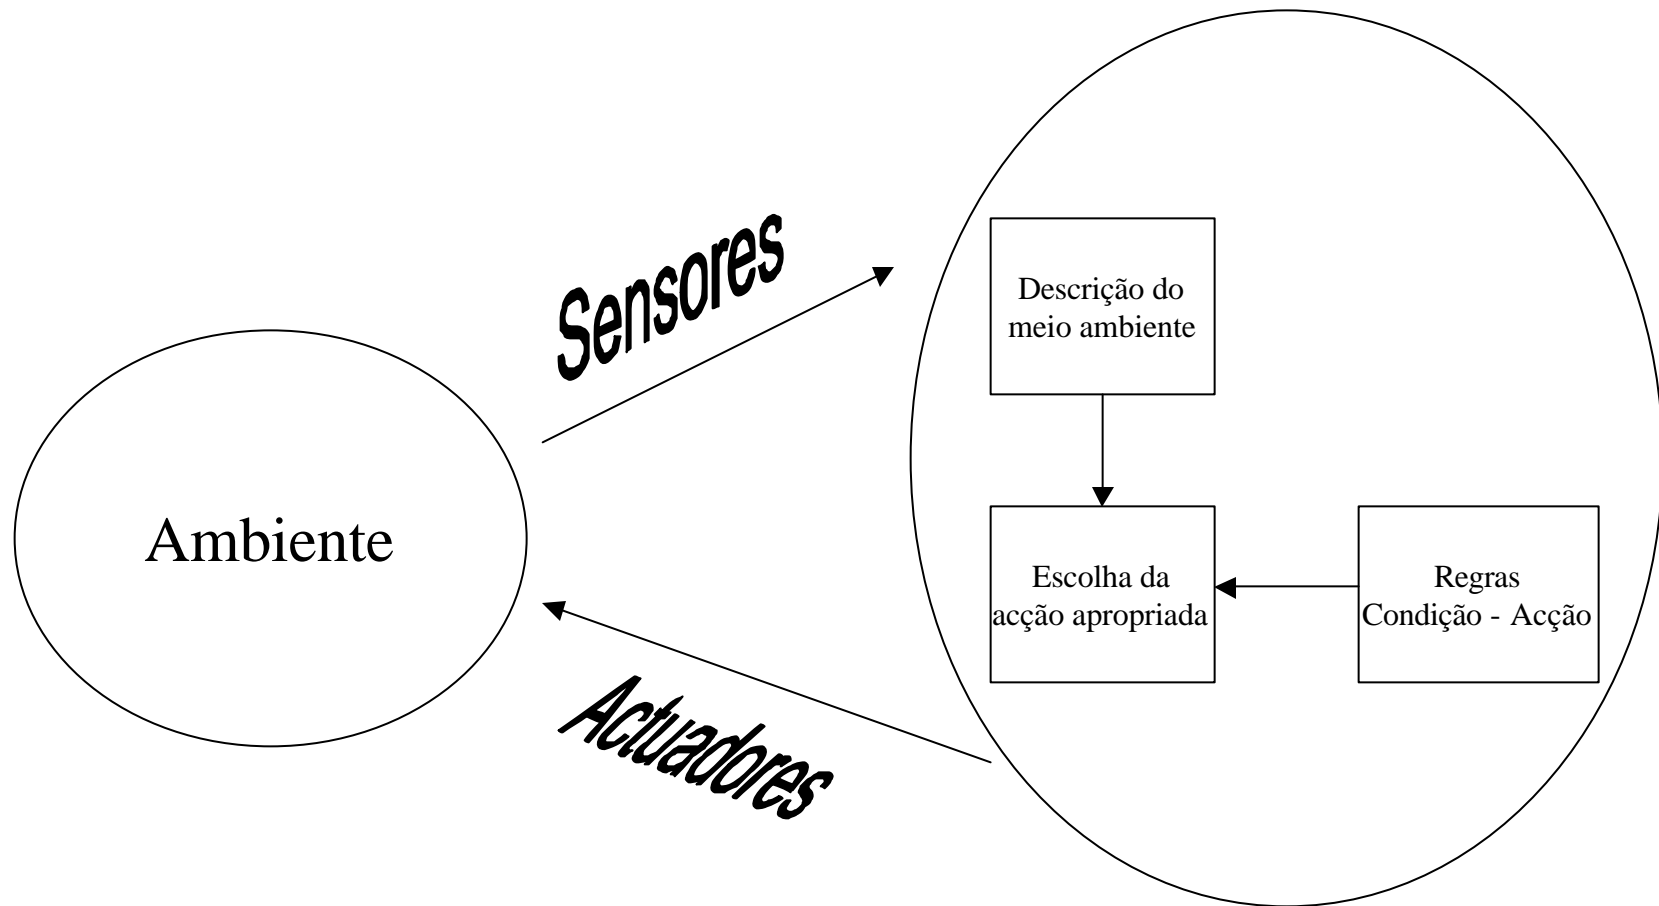 Sensores
Descrição do
meio ambiente
Ambiente
Escolha da
acção apropriada
Regras
Condição - Acção
Actuadores